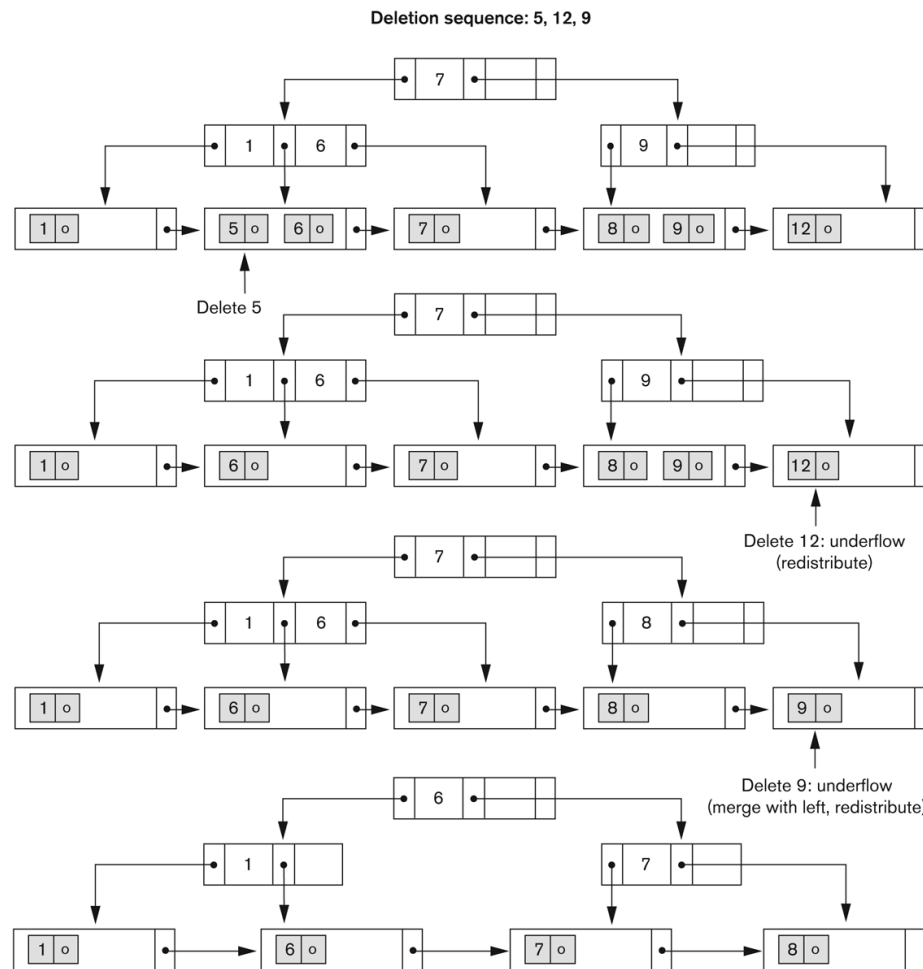 Deletion sequence: 5, 12, 9
7
1 6 9
1 o 5 o 6 o 7 o 8 o 9 o 12 o
Delete 5
7
1 6 9
1 o 6 o 7 o 8 o 9 o 12 o
Delete 12: underflow
(redistribute)
7
1 6 8
1 o 6 o 7 o 8 o 9 o
Delete 9: underflow
(merge with left, redistribute)
6
1 7
1 o 6 o 7 o 8 o